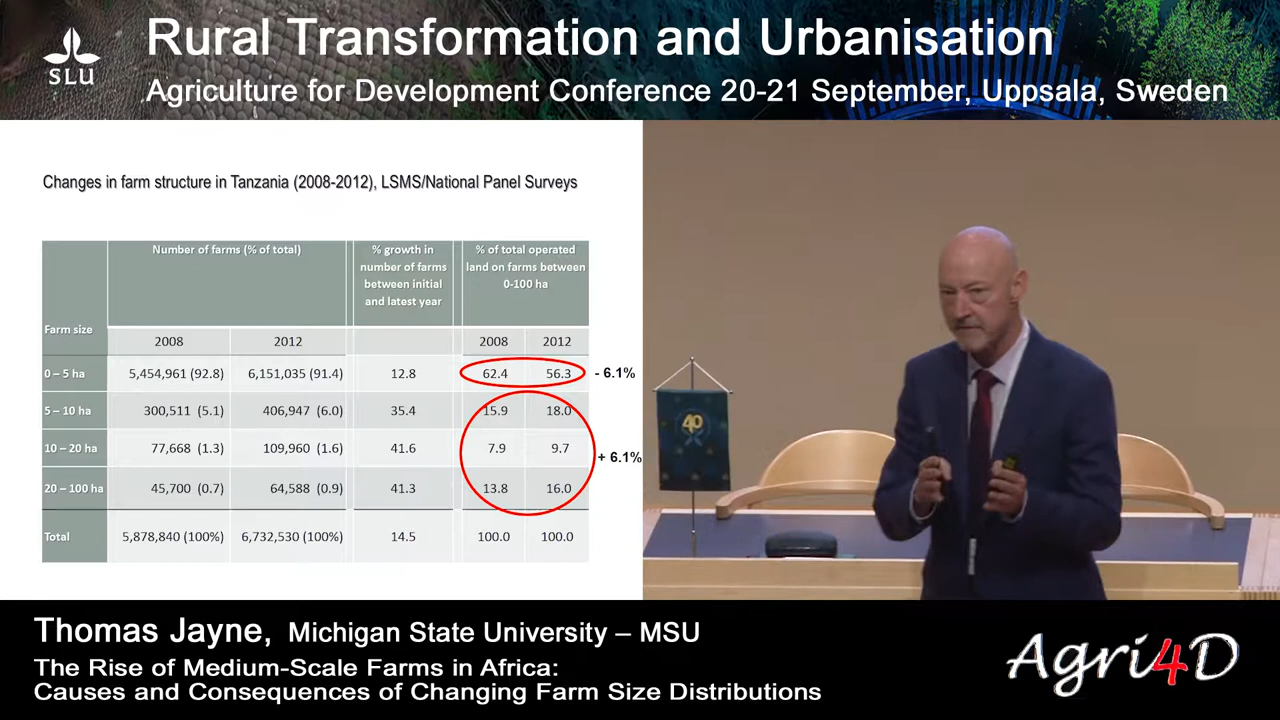 SLU
Rural Transformation and Urbanisation
Agriculture for Development Conference 20-21 September, Uppsala, Sweden
Changes in farm structure in Tanzania (2008-2012), LSMS/National Panel Surveys
Farm size
Number of farms (% of total)
% growth in
number of farms
between initial
and latest year
% of total operated
land on farms between
0-100 ha
2008 2012 2008 2012
0 – 5 ha 5,454,961 (92.8) 6,151,035 (91.4) 12.8 62.4 56.3 - 6.1%
5 – 10 ha 300,511 (5.1) 406,947 (6.0) 35.4 15.9 18.0
10 – 20 ha 77,668 (1.3) 109,960 (1.6) 41.6 7.9 9.7
+ 6.1%
20 – 100 ha 45,700 (0.7) 64,588 (0.9) 41.3 13.8 16.0
Total 5,878,840 (100%) 6,732,530 (100%) 14.5 100.0 100.0
40
Thomas Jayne, Michigan State University – MSU
The Rise of Medium-Scale Farms in Africa:
Causes and Consequences of Changing Farm Size Distributions
Agri4D